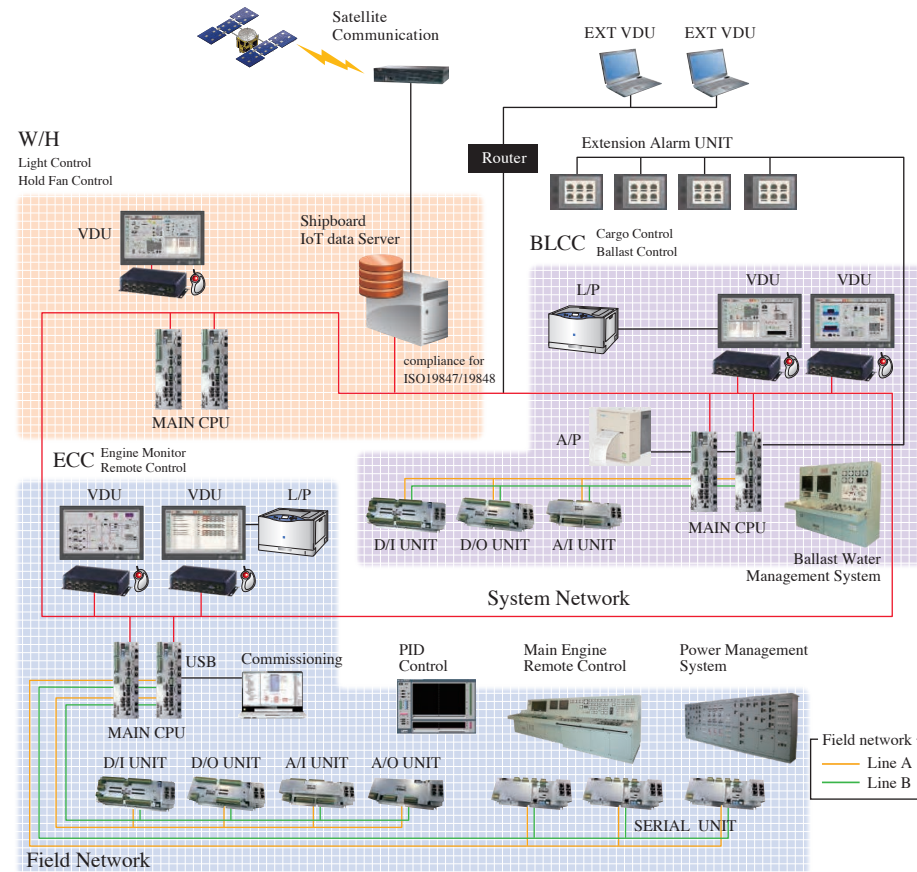 Satellite
Communication
EXT VDU
EXT VDU
W/H
Light Control
Hold Fan Control
Router
Extension Alarm UNIT
VDU
Shipboard
IoT data Server
BLCC
Cargo Control
Ballast Control
L/P
VDU
VDU
compliance for
ISO19847/19848
MAIN CPU
A/P
ECC
Engine Monitor
Remote Control
VDU
VDU
L/P
D/I UNIT
D/O UNIT
A/I UNIT
MAIN CPU
Ballast Water
Management System
System Network
USB
Commissioning
PID
Control
Main Engine
Remote Control
Power Management
System
MAIN CPU
D/I UNIT
D/O UNIT
A/I UNIT
A/O UNIT
Field network
Line A
Line B
SERIAL UNIT
Field Network